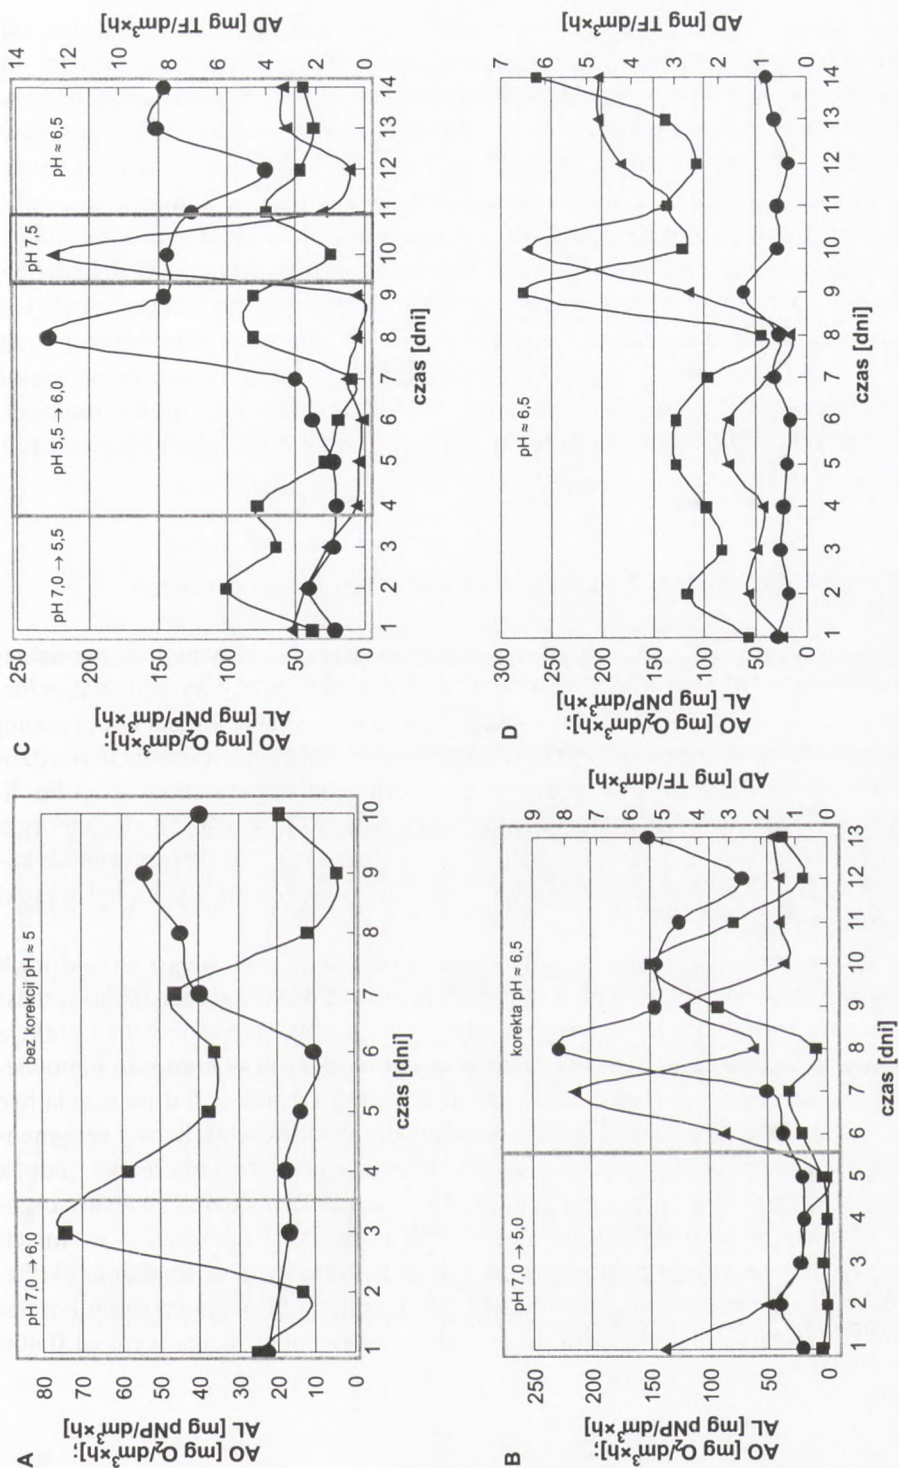 A
AO [mg O₂/dm³×h];
AL [mg pNP/dm³×h]
80
70
60
50
40
30
20
10
0
pH 7,0 → 6,0
bez korekcji pH ≈ 5
1 2 3 4 5 6 7 8 9 10
czas [dni]
B
AO [mg O₂/dm³×h];
AL [mg pNP/dm³×h]
250
200
150
100
50
0
pH 7,0 → 5,0
korekta pH ≈ 6,5
1 2 3 4 5 6 7 8 9 10 11 12 13
czas [dni]
9
8
7
6
5
4
3
2
1
0
AD [mg TF/dm³×h]
C
AO [mg O₂/dm³×h];
AL [mg pNP/dm³×h]
250
200
150
100
50
0
pH 7,0 → 5,5
pH 5,5 → 6,0
pH 7,5
pH ≈ 6,5
1 2 3 4 5 6 7 8 9 10 11 12 13 14
czas [dni]
14
12
10
8
6
4
2
0
AD [mg TF/dm³×h]
D
AO [mg O₂/dm³×h];
AL [mg pNP/dm³×h]
300
250
200
150
100
50
0
pH ≈ 6,5
1 2 3 4 5 6 7 8 9 10 11 12 13 14
czas [dni]
7
6
5
4
3
2
1
0
AD [mg TF/dm³×h]